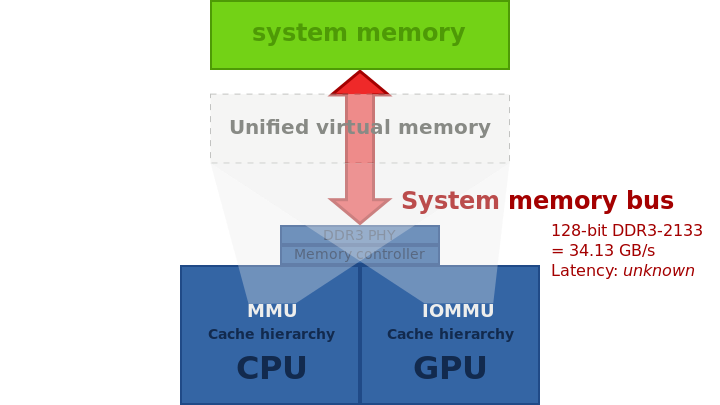 system memory
Unified virtual memory
System memory bus
128-bit DDR3-2133
= 34.13 GB/s
Latency: unknown
DDR3 PHY
Memory controller
MMU
IOMMU
Cache hierarchy
Cache hierarchy
CPU
GPU